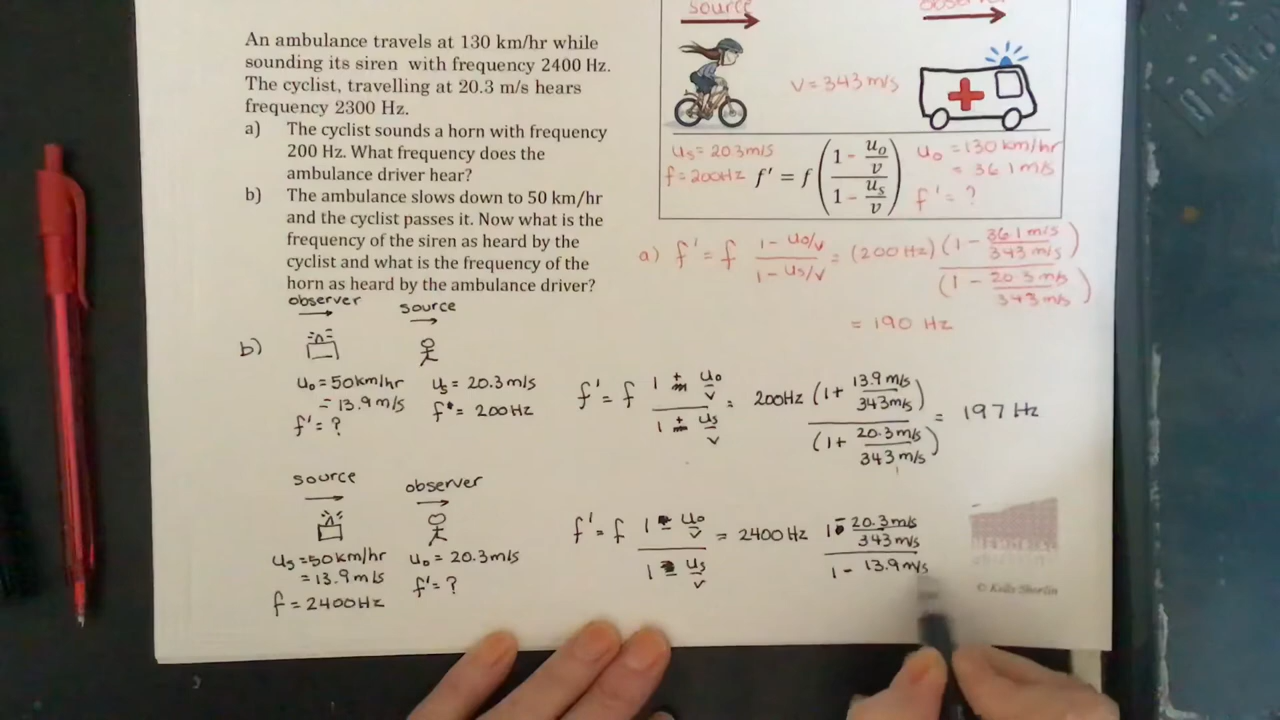 An ambulance travels at 130 km/hr while
sounding its siren with frequency 2400 Hz.
The cyclist, travelling at 20.3 m/s hears
frequency 2300 Hz.
a) The cyclist sounds a horn with frequency
200 Hz. What frequency does the
ambulance driver hear?
b) The ambulance slows down to 50 km/hr
and the cyclist passes it. Now what is the
frequency of the siren as heard by the
cyclist and what is the frequency of the
horn as heard by the ambulance driver?
source
observer
v = 343 m/s
us = 20.3 m/s
f = 200 Hz
f' = f ((1 - uo/v) / (1 - us/v))
uo = 130 km/hr
= 36.1 m/s
f' = ?
a) f' = f (1 - uo/v) / (1 - us/v) = (200 Hz) (1 - 36.1 m/s / 343 m/s) / (1 - 20.3 m/s / 343 m/s)
= 190 Hz
b)
observer
source
uo = 50 km/hr
= 13.9 m/s
f' = ?
us = 20.3 m/s
f = 200 Hz
f' = f (1 + uo/v) / (1 + us/v) = 200 Hz (1 + 13.9 m/s / 343 m/s) / (1 + 20.3 m/s / 343 m/s) = 197 Hz
source
observer
us = 50 km/hr
= 13.9 m/s
f = 2400 Hz
uo = 20.3 m/s
f' = ?
f' = f (1 - uo/v) / (1 - us/v) = 2400 Hz (1 - 20.3 m/s / 343 m/s) / (1 - 13.9 m/s